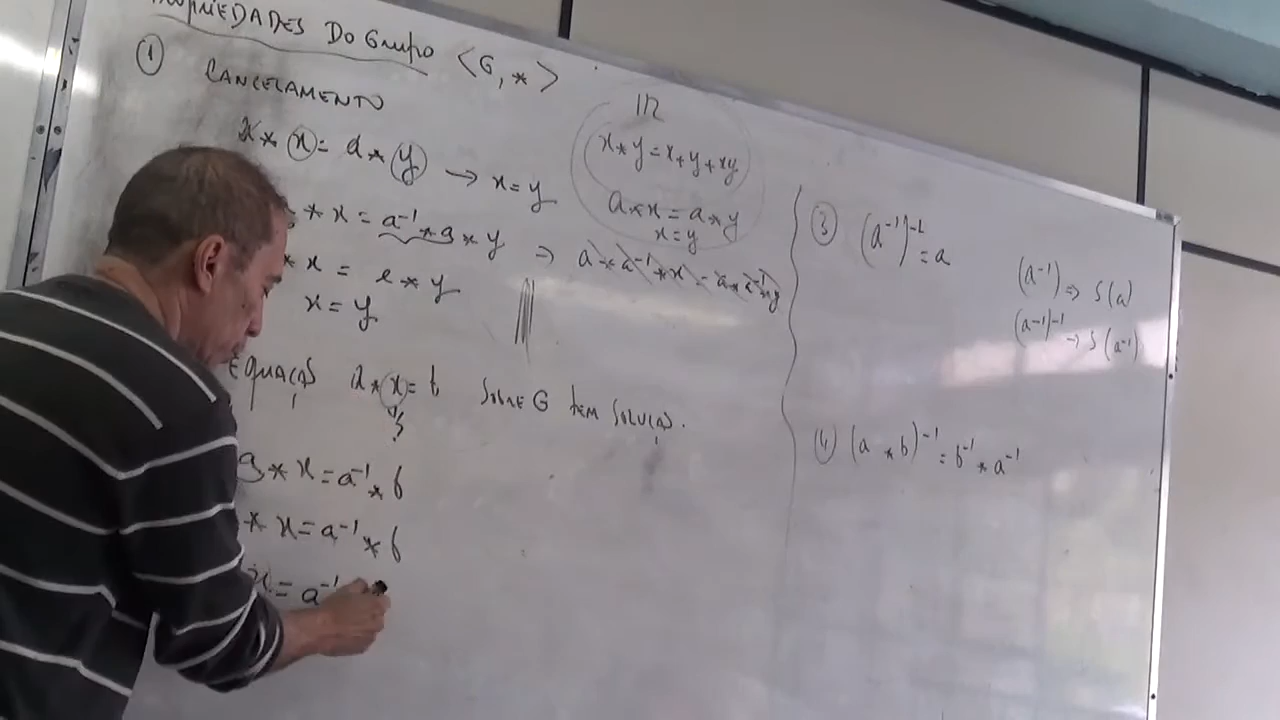 PROPRIEDADES DO GRUPO <G, *>
① CANCELAMENTO
a * x = a * y → x = y
* x = a⁻¹ * a * y ⇒ a * a⁻¹ * x = a * a⁻¹ * y
* x = e * y
x = y
EQUAÇÃO a * x = b SOBRE G TEM SOLUÇÃO.
a * x = a⁻¹ * b
* x = a⁻¹ * b
x = a⁻¹
IR
x * y = x + y + xy
a * x = a * y
x = y
③ (a⁻¹)⁻¹ = a
(a⁻¹) ⇒ S(a)
(a⁻¹)⁻¹ → S(a⁻¹)
④ (a * b)⁻¹ = b⁻¹ * a⁻¹